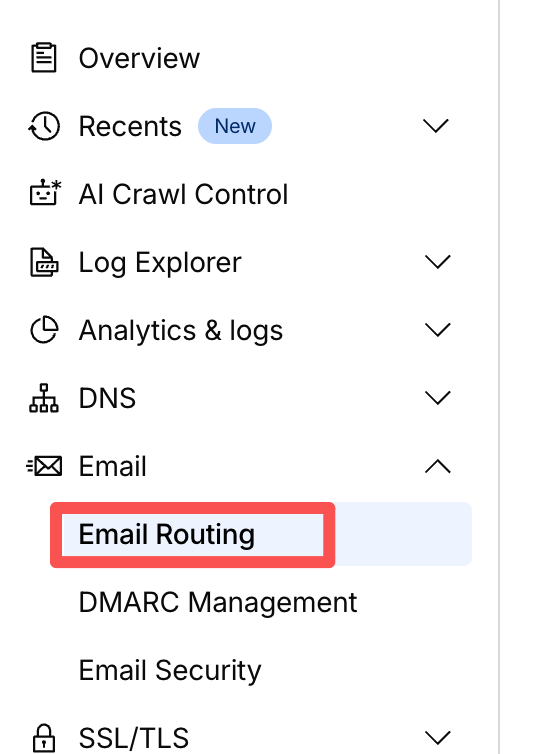 Overview
Recents New
AI Crawl Control
Log Explorer
Analytics & logs
DNS
Email
Email Routing
DMARC Management
Email Security
SSL/TLS